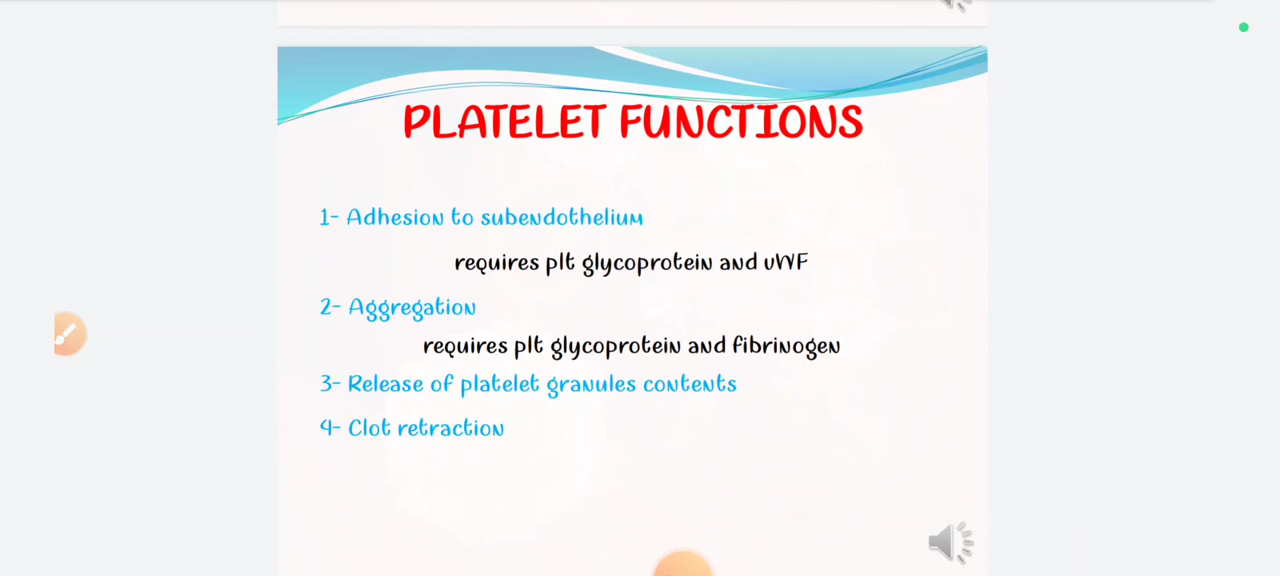 PLATELET FUNCTIONS
1- Adhesion to subendothelium
requires plt glycoprotein and vWF
2- Aggregation
requires plt glycoprotein and fibrinogen
3- Release of platelet granules contents
4- Clot retraction